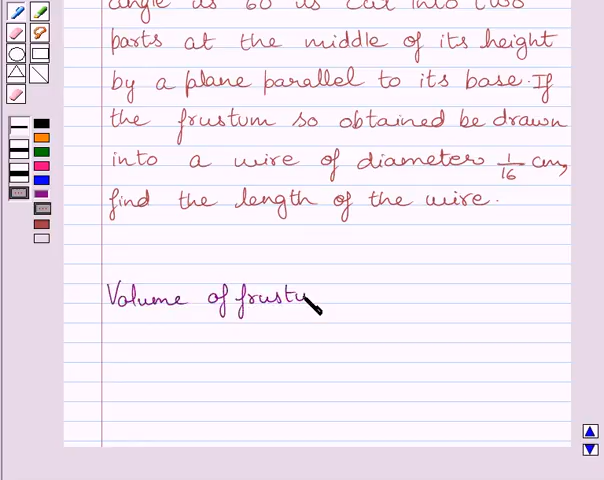 angle as 60 is cut into two
parts at the middle of its height
by a plane parallel to its base. If
the frustum so obtained be drawn
into a wire of diameter 1/16 cm,
find the length of the wire.
Volume of frustu